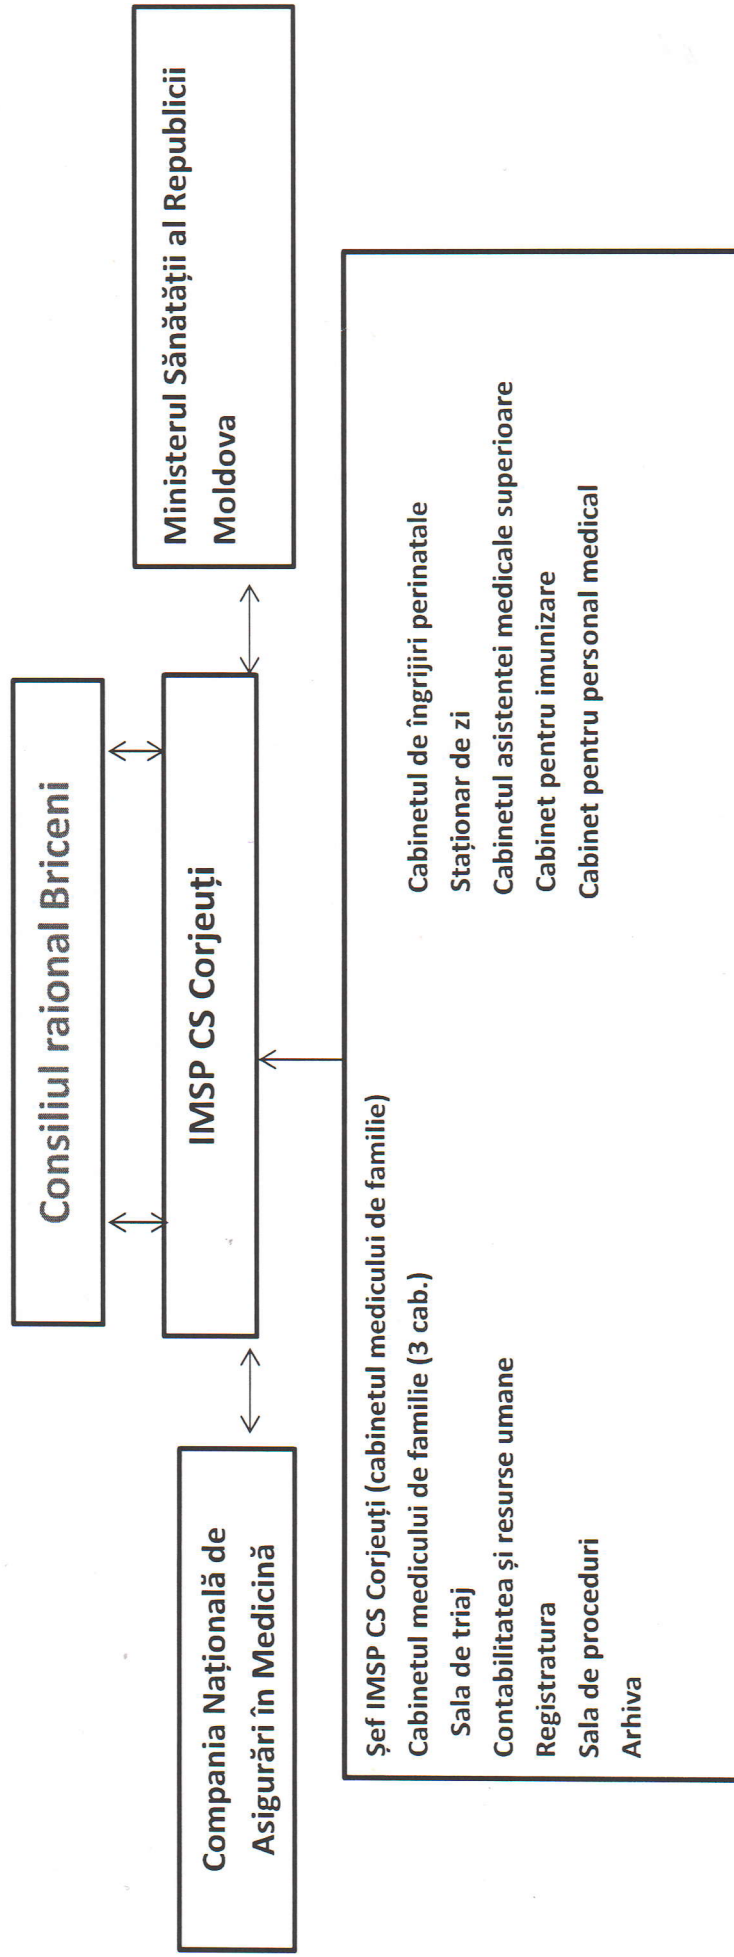 Consiliul raional Briceni
IMSP CS Corjeuți
Compania Națională de
Asigurări în Medicină
Ministerul Sănătății al Republicii
Moldova
Șef IMSP CS Corjeuți (cabinetul medicului de familie)
Cabinetul medicului de familie (3 cab.)
Sala de triaj
Contabilitatea și resurse umane
Registratura
Sala de proceduri
Arhiva
Cabinetul de îngrijiri perinatale
Staționar de zi
Cabinetul asistentei medicale superioare
Cabinet pentru imunizare
Cabinet pentru personal medical